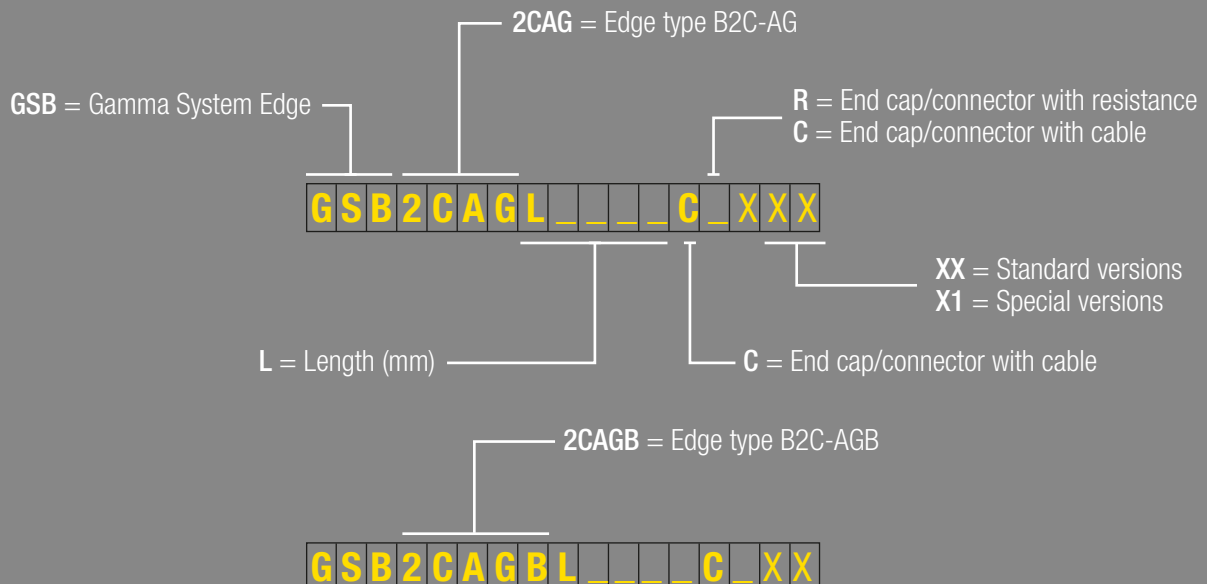 2CAG = Edge type B2C-AG
GSB = Gamma System Edge
R = End cap/connector with resistance
C = End cap/connector with cable
GSB2CAGL____C_XXX
XX = Standard versions
X1 = Special versions
L = Length (mm)
C = End cap/connector with cable
2CAGB = Edge type B2C-AGB
GSB2CAGBL____C_XX